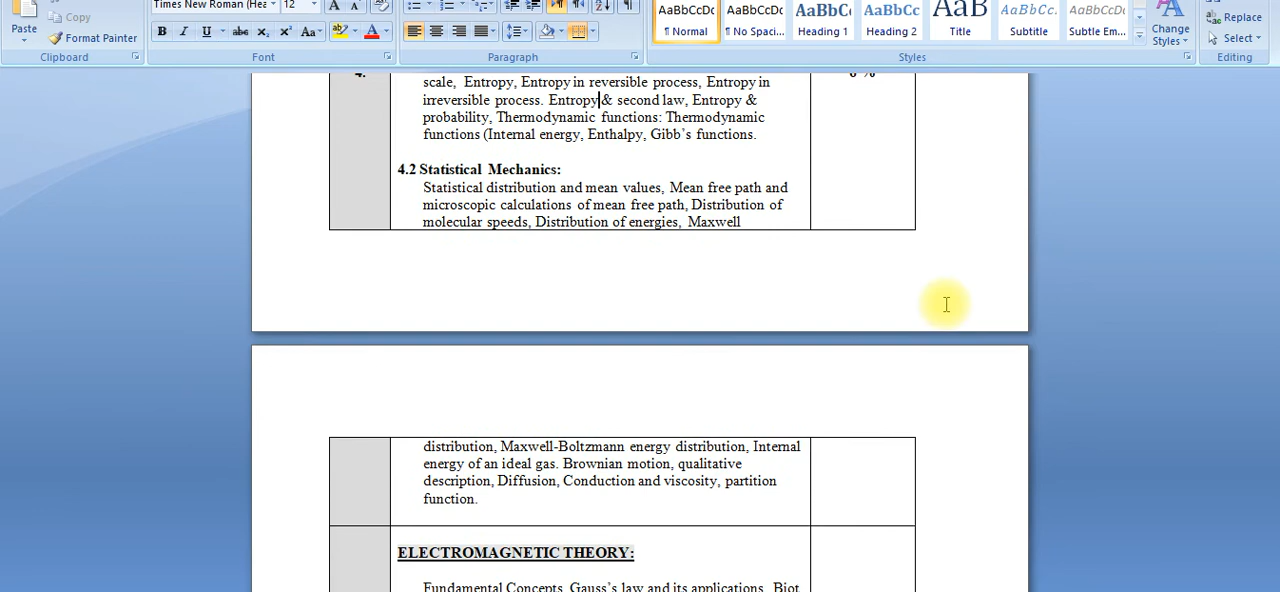 Times New Roman (Hea
12
A A
AaBbCcDc
AaBbCcDc
AaBbC
AaBbCc
AaB
AaBbCc.
AaBbCcDc
Copy
Paste
Format Painter
B I U abc x₂ x² Aa
A
¶ Normal
¶ No Spaci...
Heading 1
Heading 2
Title
Subtitle
Subtle Em...
Change
Styles
Replace
Select
Clipboard
Font
Paragraph
Styles
Editing
4.
scale, Entropy, Entropy in reversible process, Entropy in
irreversible process. Entropy & second law, Entropy &
probability, Thermodynamic functions: Thermodynamic
functions (Internal energy, Enthalpy, Gibb's functions.
4.2 Statistical Mechanics:
Statistical distribution and mean values, Mean free path and
microscopic calculations of mean free path, Distribution of
molecular speeds, Distribution of energies, Maxwell
distribution, Maxwell-Boltzmann energy distribution, Internal
energy of an ideal gas. Brownian motion, qualitative
description, Diffusion, Conduction and viscosity, partition
function.
ELECTROMAGNETIC THEORY:
Fundamental Concepts, Gauss's law and its applications, Biot